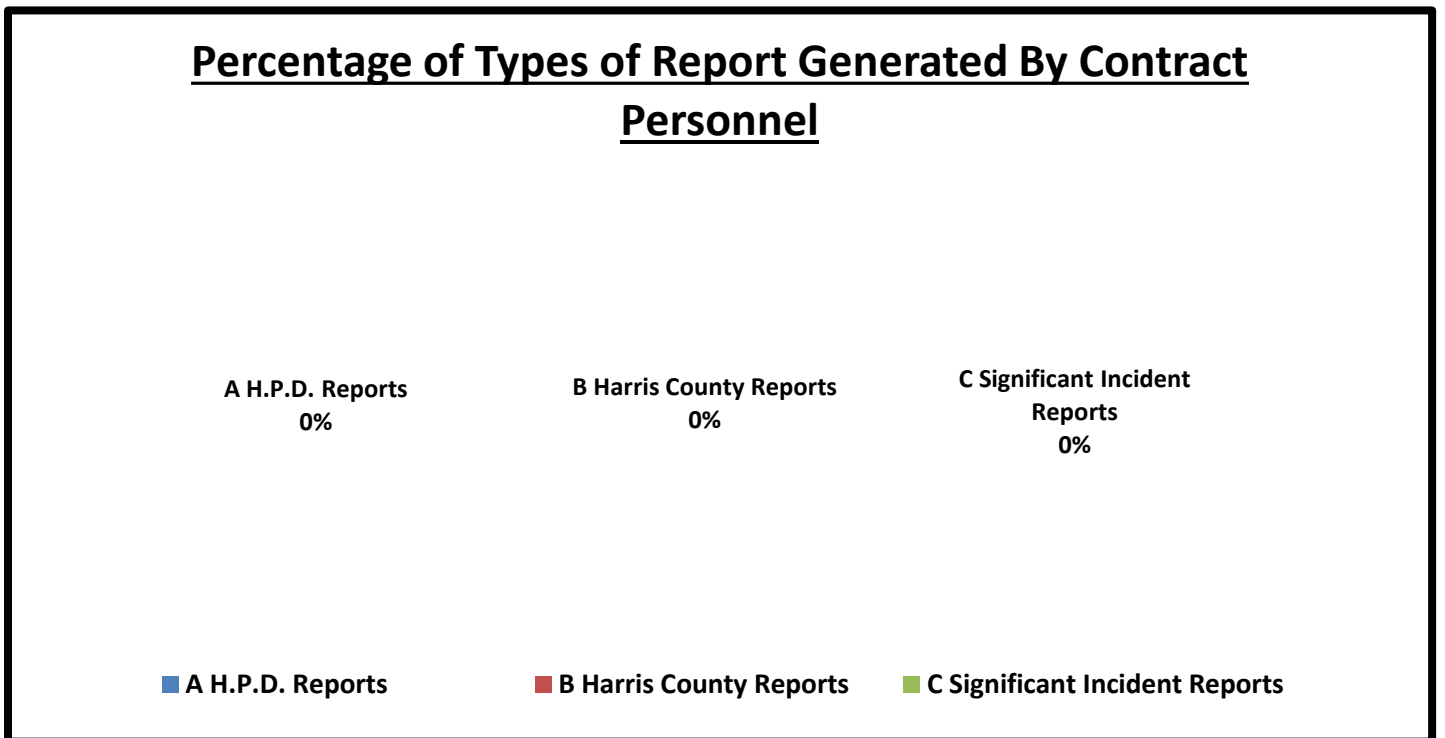 Percentage of Types of Report Generated By Contract
Personnel
A H.P.D. Reports
0%
B Harris County Reports
0%
C Significant Incident
Reports
0%
A H.P.D. Reports
B Harris County Reports
C Significant Incident Reports